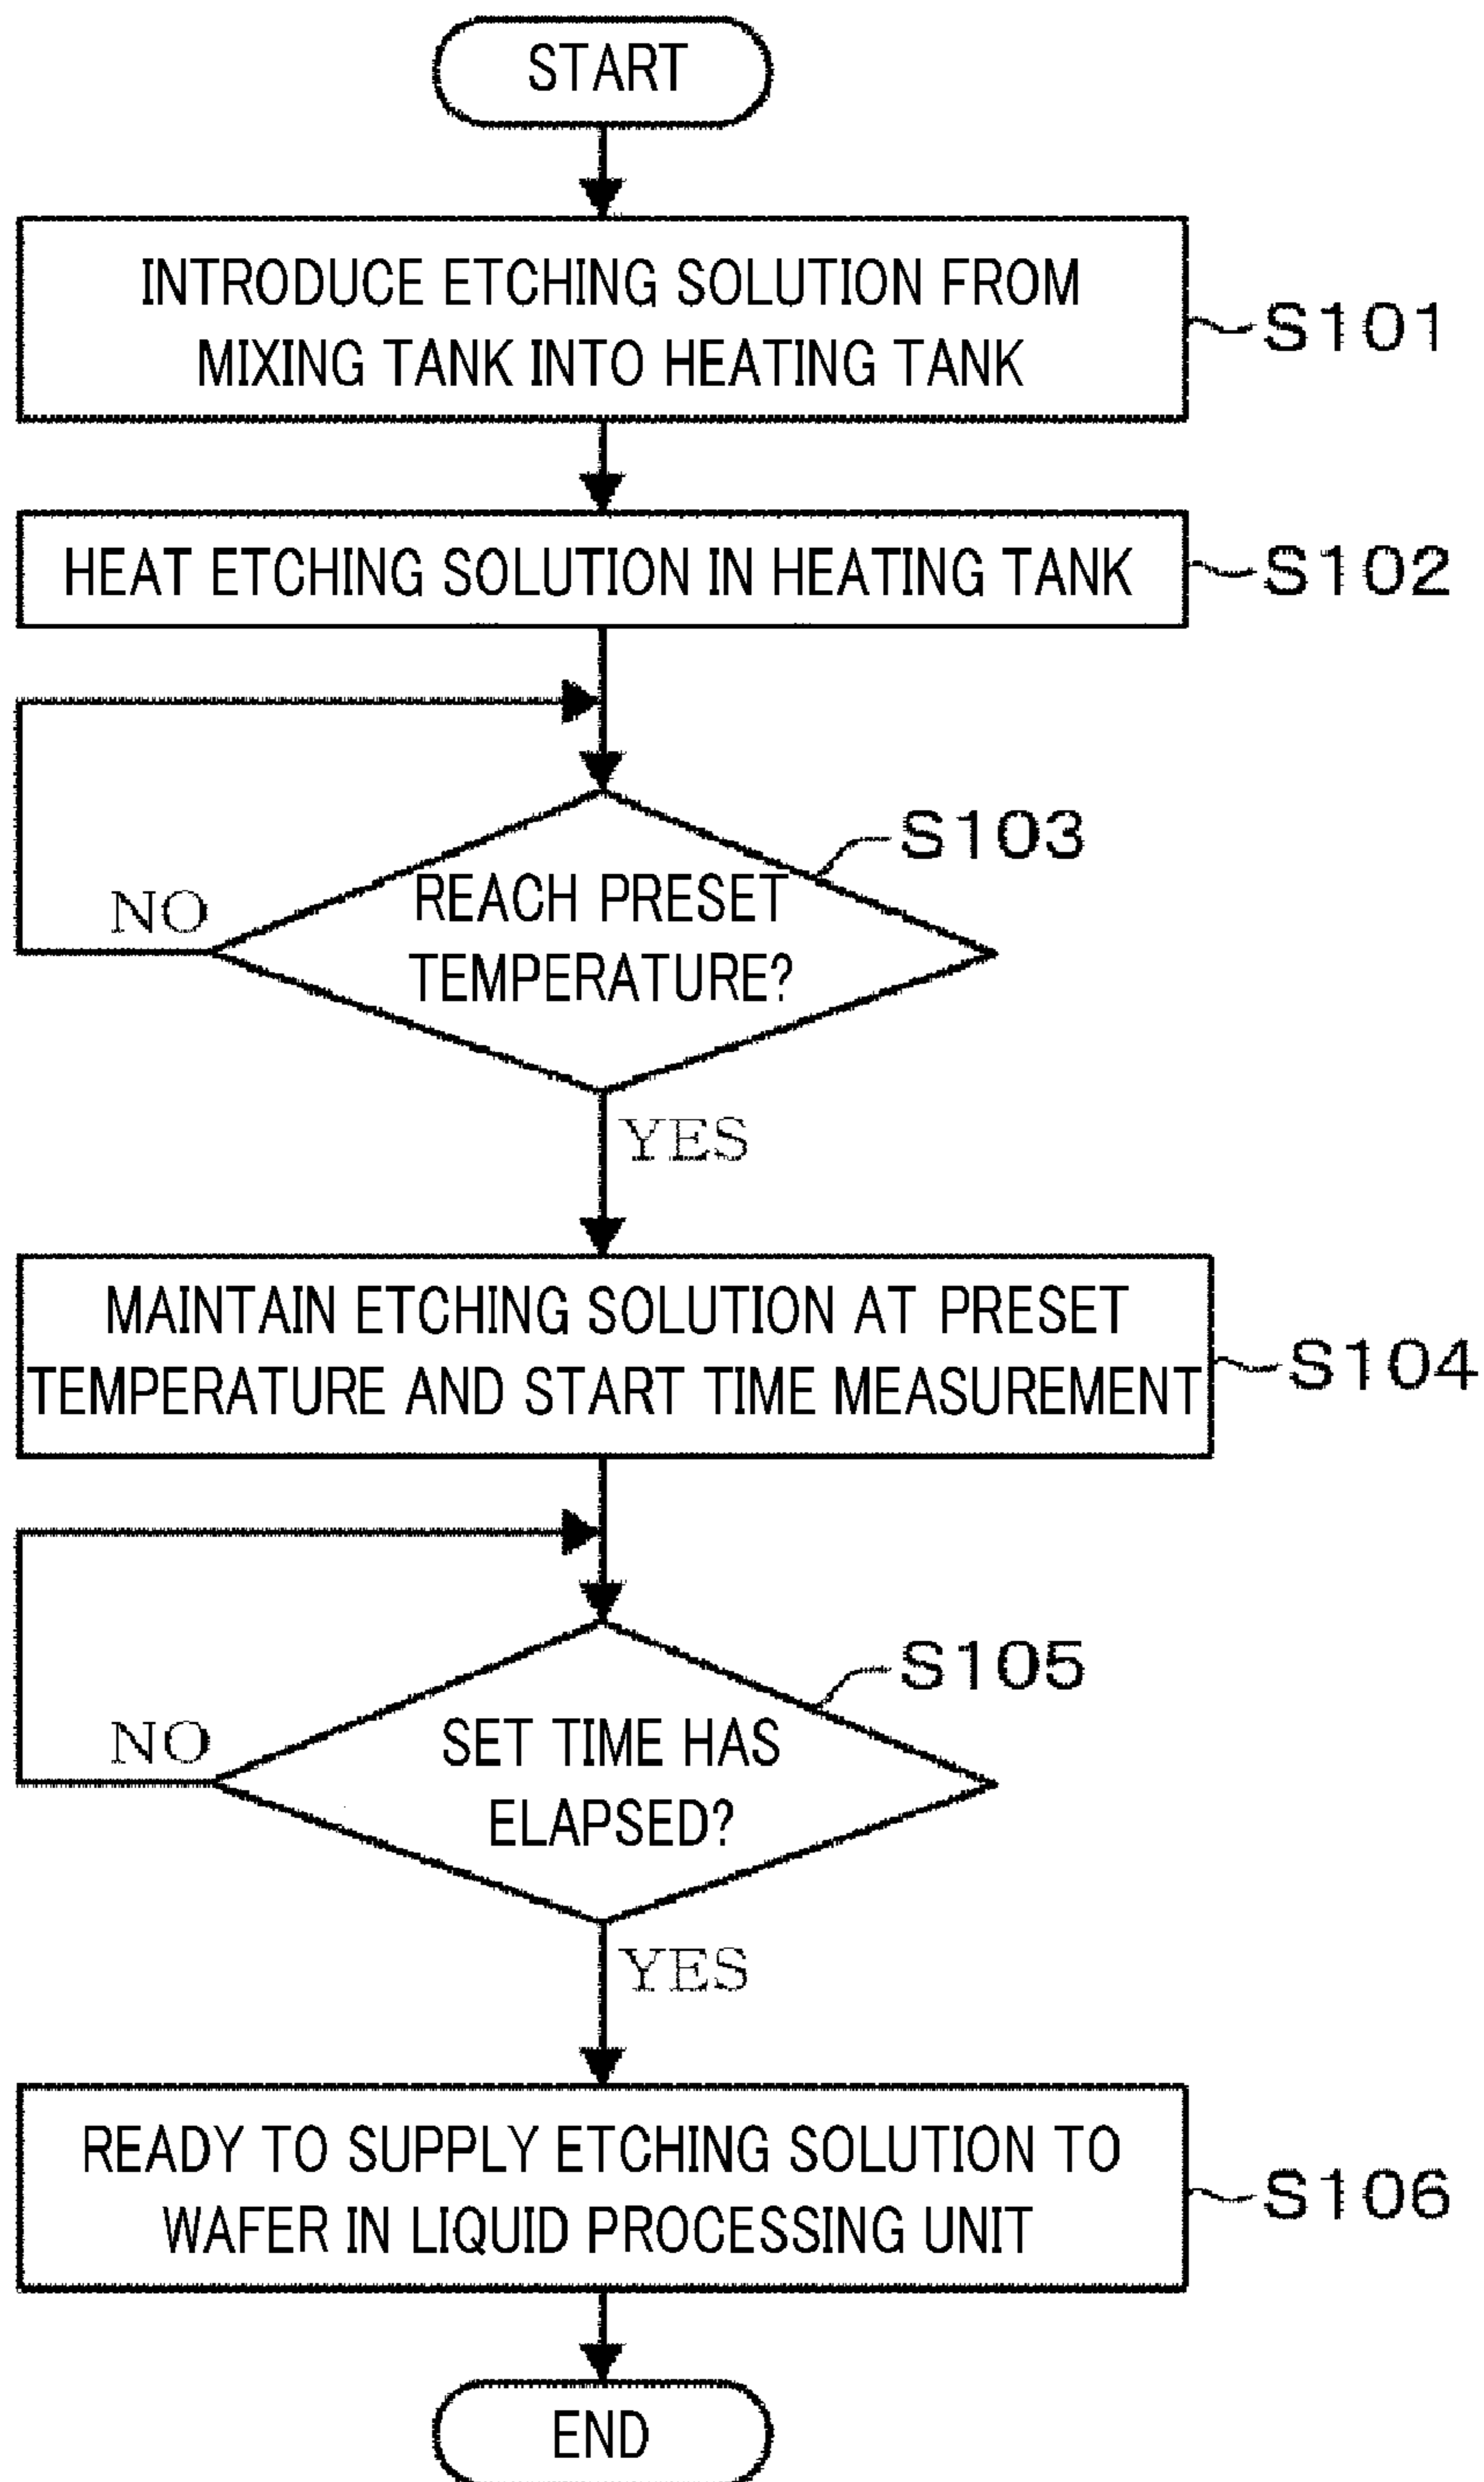 START
INTRODUCE ETCHING SOLUTION FROM
MIXING TANK INTO HEATING TANK
S101
HEAT ETCHING SOLUTION IN HEATING TANK
S102
S103
REACH PRESET
TEMPERATURE?
NO
YES
MAINTAIN ETCHING SOLUTION AT PRESET
TEMPERATURE AND START TIME MEASUREMENT
S104
S105
SET TIME HAS
ELAPSED?
NO
YES
READY TO SUPPLY ETCHING SOLUTION TO
WAFER IN LIQUID PROCESSING UNIT
S106
END